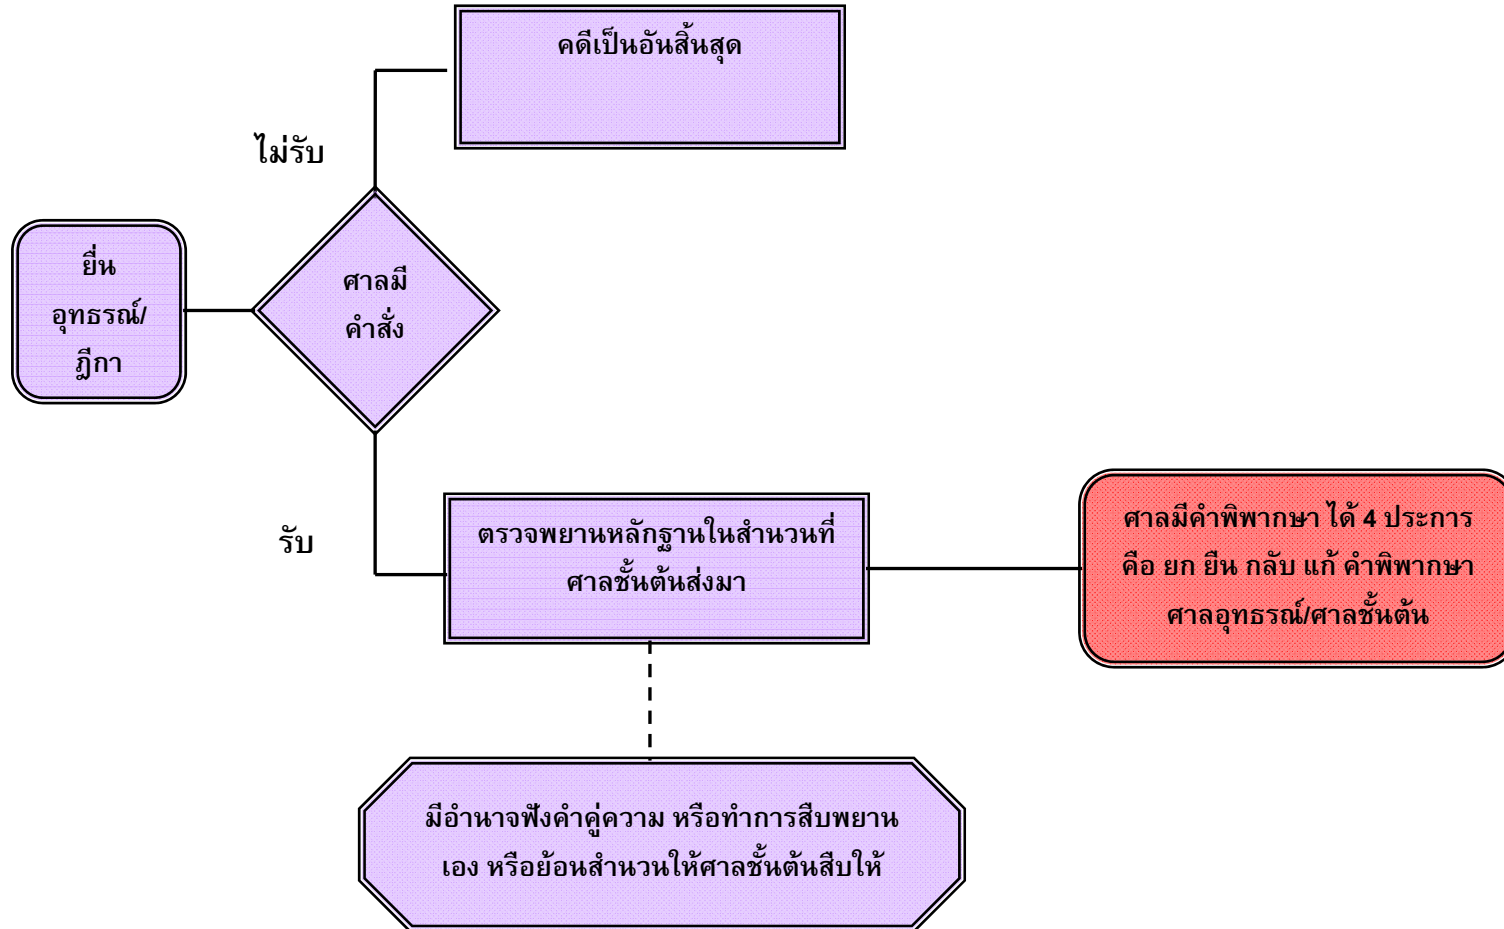 คดีเป็นอันสิ้นสุด
ไม่รับ
ยื่น
อุทธรณ์/
ฎีกา
ศาลมี
คำสั่ง
รับ
ตรวจพยานหลักฐานในสำนวนที่
ศาลชั้นต้นส่งมา
ศาลมีคำพิพากษา ได้ 4 ประการ
คือ ยก ยืน กลับ แก้ คำพิพากษา
ศาลอุทธรณ์/ศาลชั้นต้น
มีอำนาจฟังคำคู่ความ หรือทำการสืบพยาน
เอง หรือย้อนสำนวนให้ศาลชั้นต้นสืบให้